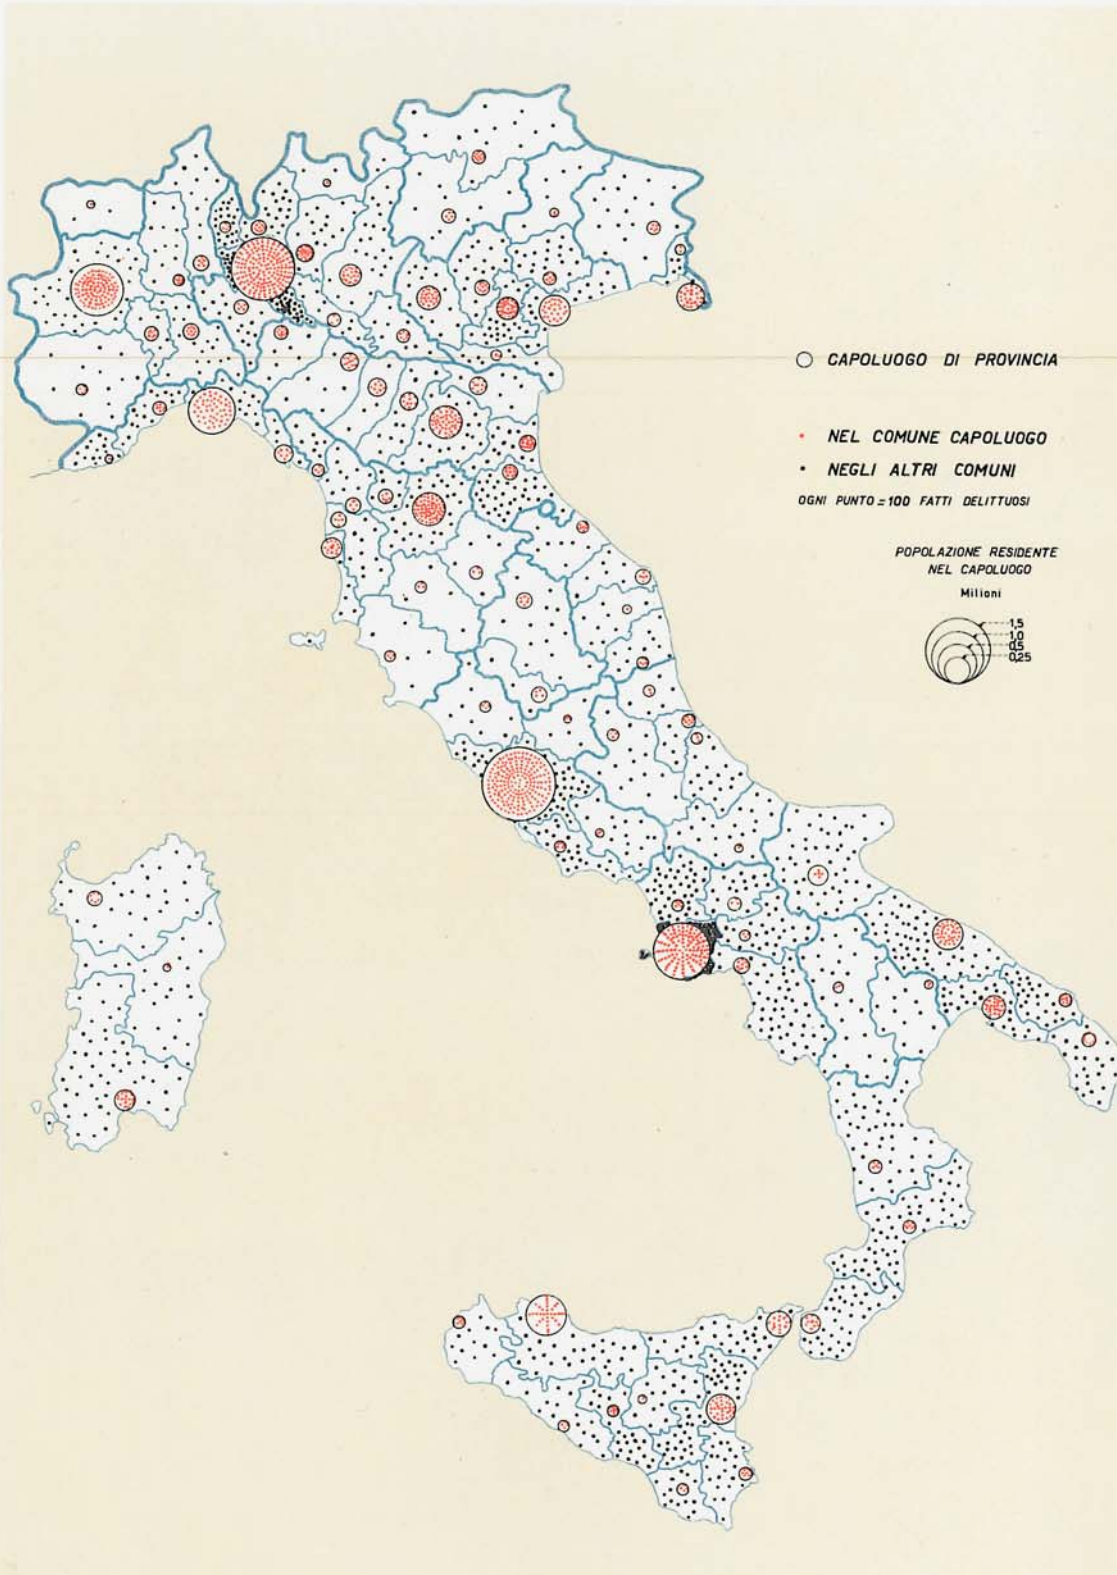 CAPOLUOGO DI PROVINCIA
NEL COMUNE CAPOLUOGO
NEGLI ALTRI COMUNI
OGNI PUNTO = 100 FATTI DELITTUOSI
POPOLAZIONE RESIDENTE
NEL CAPOLUOGO
Milioni
1,5
1,0
0,5
0,25